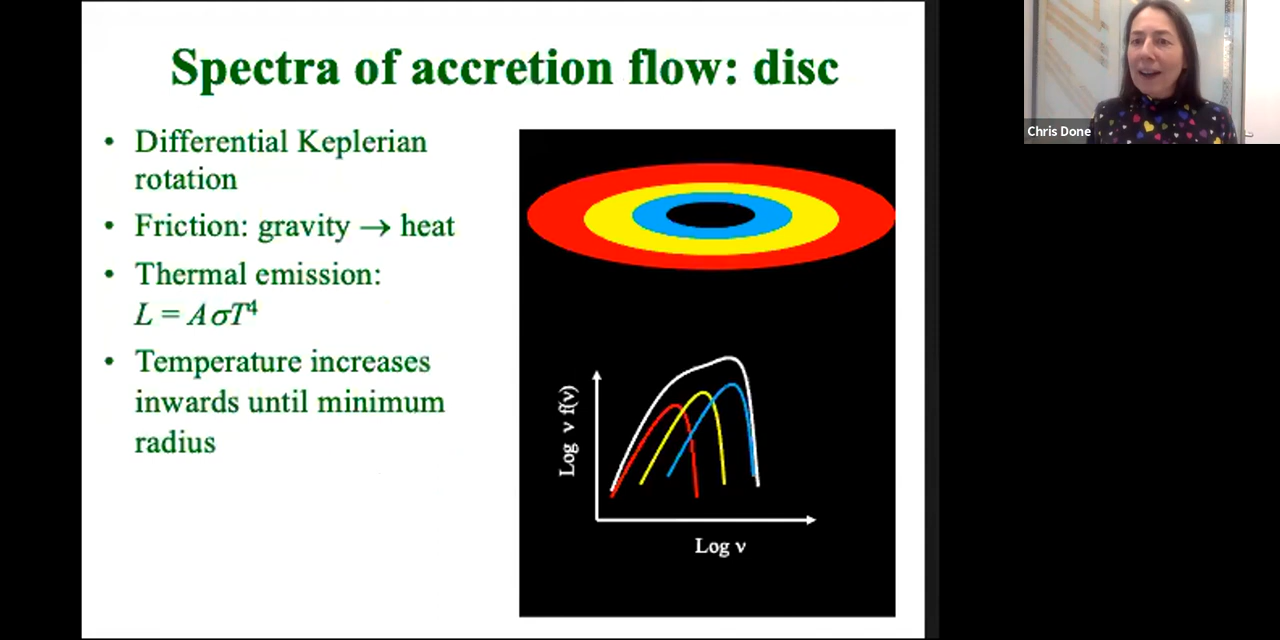 Spectra of accretion flow: disc
• Differential Keplerian
rotation
• Friction: gravity → heat
• Thermal emission:
L = AσT⁴
• Temperature increases
inwards until minimum
radius
Log ν f(ν)
Log ν
Chris Done